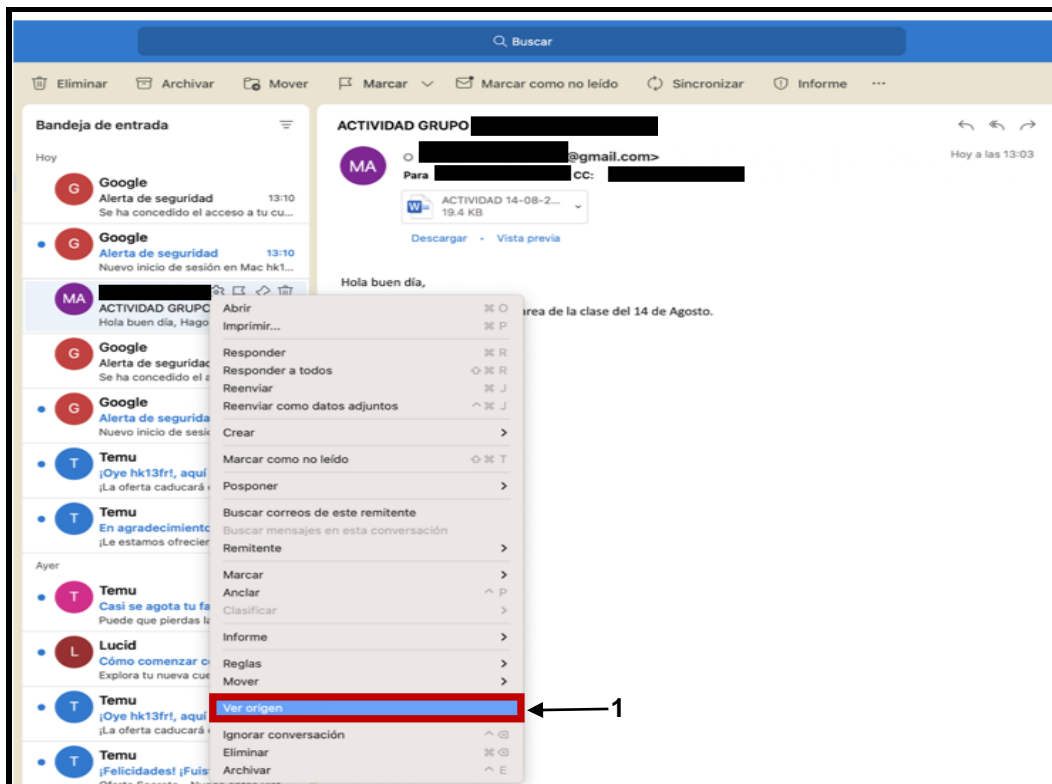 Buscar
Eliminar Archivar Mover Marcar Marcar como no leído Sincronizar Informe ...
Bandeja de entrada
Hoy
G
Google
Alerta de seguridad 13:10
Se ha concedido el acceso a tu cu...
G
Google
Alerta de seguridad 13:10
Nuevo inicio de sesión en Mac hk1...
MA
ACTIVIDAD GRUPO
Hola buen día, Hago
G
Google
Alerta de seguridad
Se ha concedido el a
G
Google
Alerta de segurida
Nuevo inicio de sesi
T
Temu
¡Oye hk13fr!, aquí
¡La oferta caducará
T
Temu
En agradecimiento
¡Le estamos ofrecier
Ayer
T
Temu
Casi se agota tu fa
Puede que pierdas la
L
Lucid
Cómo comenzar c
Explora tu nueva cue
T
Temu
¡Oye hk13fr!, aquí
¡La oferta caducará
T
Temu
¡Felicidades! ¡Fuis
ACTIVIDAD GRUPO
MA
@gmail.com>
Hoy a las 13:03
Para CC:
ACTIVIDAD 14-08-2...
19.4 KB
Descargar · Vista previa
Hola buen día,
area de la clase del 14 de Agosto.
Abrir ⌘ O
Imprimir... ⌘ P
Responder ⌘ R
Responder a todos ⇧ ⌘ R
Reenviar ⌘ J
Reenviar como datos adjuntos ^ ⌘ J
Crear >
Marcar como no leído ⇧ ⌘ T
Posponer >
Buscar correos de este remitente
Buscar mensajes en esta conversación
Remitente >
Marcar >
Anclar ^ P
Clasificar >
Informe >
Reglas >
Mover >
Ver origen
1
Ignorar conversación ^ ⌫
Eliminar ⌘ ⌫
Archivar ^ E